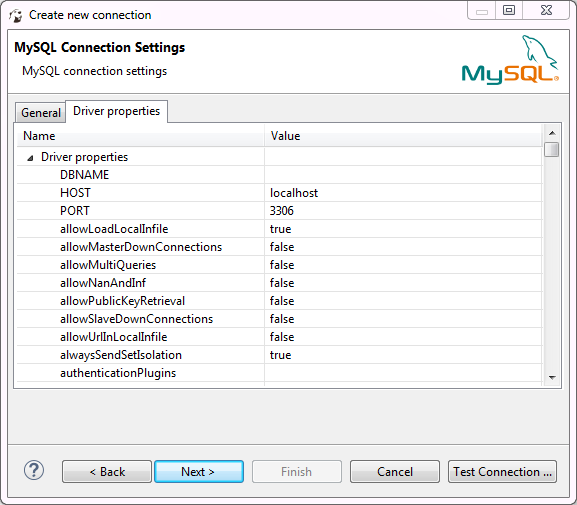 Create new connection
MySQL Connection Settings
MySQL connection settings
MySQL®
General Driver properties
Name Value
Driver properties
DBNAME
HOST localhost
PORT 3306
allowLoadLocalInfile true
allowMasterDownConnections false
allowMultiQueries false
allowNanAndInf false
allowPublicKeyRetrieval false
allowSlaveDownConnections false
allowUrlInLocalInfile false
alwaysSendSetIsolation true
authenticationPlugins
? < Back Next > Finish Cancel Test Connection ...